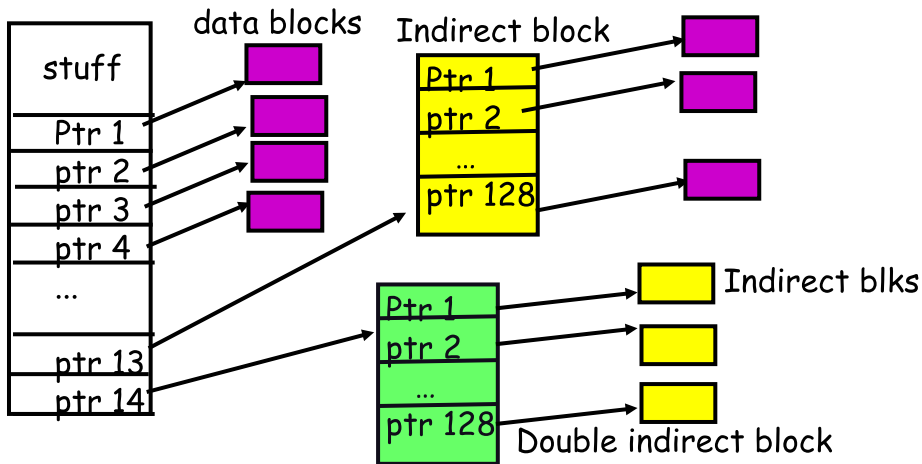 stuff
Ptr 1
ptr 2
ptr 3
ptr 4
...
ptr 13
ptr 14
data blocks
Indirect block
Ptr 1
ptr 2
...
ptr 128
Ptr 1
ptr 2
...
ptr 128
Indirect blks
Double indirect block